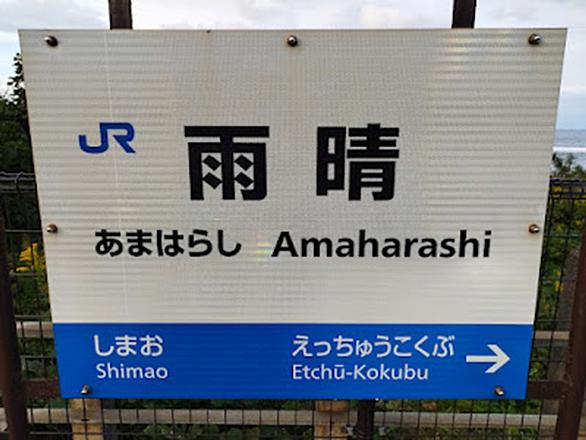 JR 雨晴
あまはらし Amaharashi
しまお えっちゅうこくぶ →
Shimao Etchū-Kokubu